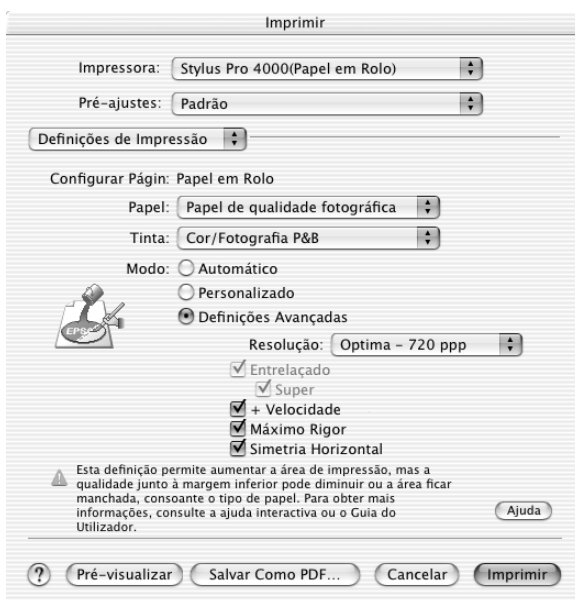 Imprimir
Impressora: Stylus Pro 4000(Papel em Rolo)
Pré-ajustes: Padrão
Definições de Impressão
Configurar Págin: Papel em Rolo
Papel: Papel de qualidade fotográfica
Tinta: Cor/Fotografia P&B
Modo: Automático
Personalizado
Definições Avançadas
EPSO
Resolução: Optima – 720 ppp
Entrelaçado
Super
+ Velocidade
Máximo Rigor
Simetria Horizontal
Esta definição permite aumentar a área de impressão, mas a
qualidade junto à margem inferior pode diminuir ou a área ficar
manchada, consoante o tipo de papel. Para obter mais
informações, consulte a ajuda interactiva ou o Guia do
Utilizador.
Ajuda
? Pré-visualizar Salvar Como PDF... Cancelar Imprimir